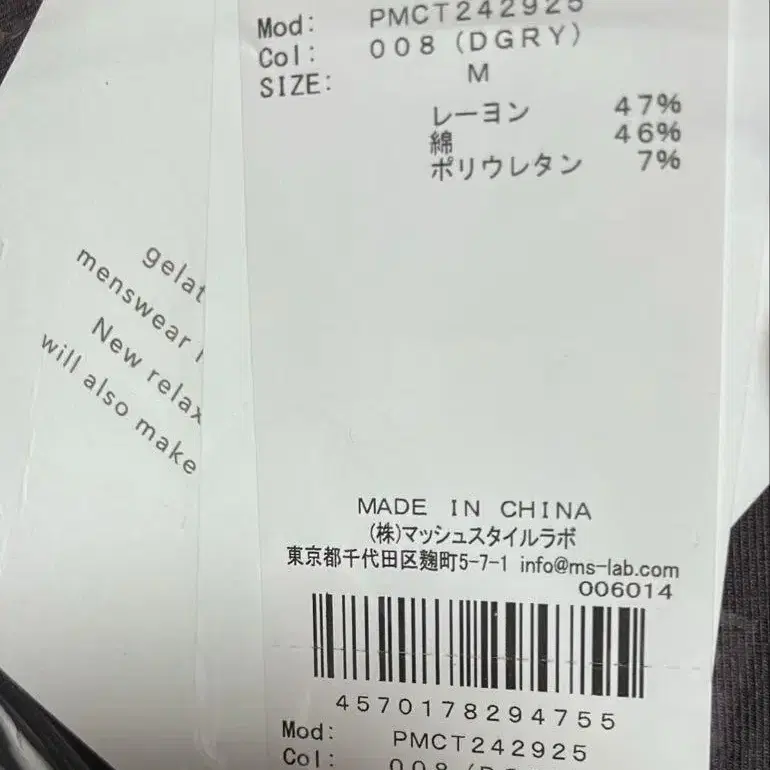 Mod: PMCT242925
Col: 008 (DGRY)
SIZE: M
レーヨン 47%
綿 46%
ポリウレタン 7%
gelat
menswear
New relax
will also make
MADE IN CHINA
(株)マッシュスタイルラボ
東京都千代田区麹町5-7-1 info@ms-lab.com
006014
4570178294755
Mod: PMCT242925
Col: 008 (DGRY